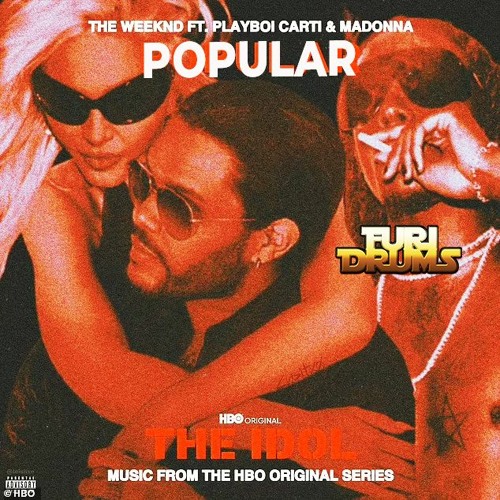 THE WEEKND FT. PLAYBOI CARTI & MADONNA
POPULAR
FURI
DRUMS
HBO ORIGINAL
THE IDOL
MUSIC FROM THE HBO ORIGINAL SERIES
PARENTAL
ADVISORY
EXPLICIT CONTENT
© HBO